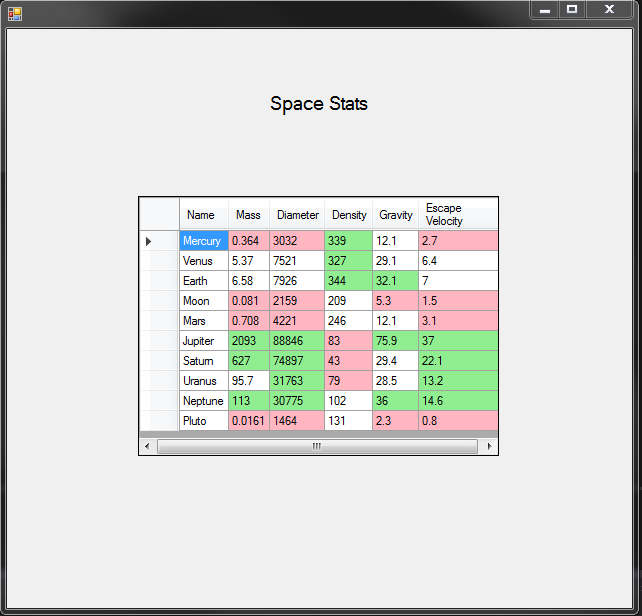 Space Stats
Name Mass Diameter Density Gravity Escape Velocity
Mercury 0.364 3032 339 12.1 2.7
Venus 5.37 7521 327 29.1 6.4
Earth 6.58 7926 344 32.1 7
Moon 0.081 2159 209 5.3 1.5
Mars 0.708 4221 246 12.1 3.1
Jupiter 2093 88846 83 75.9 37
Saturn 627 74897 43 29.4 22.1
Uranus 95.7 31763 79 28.5 13.2
Neptune 113 30775 102 36 14.6
Pluto 0.0161 1464 131 2.3 0.8